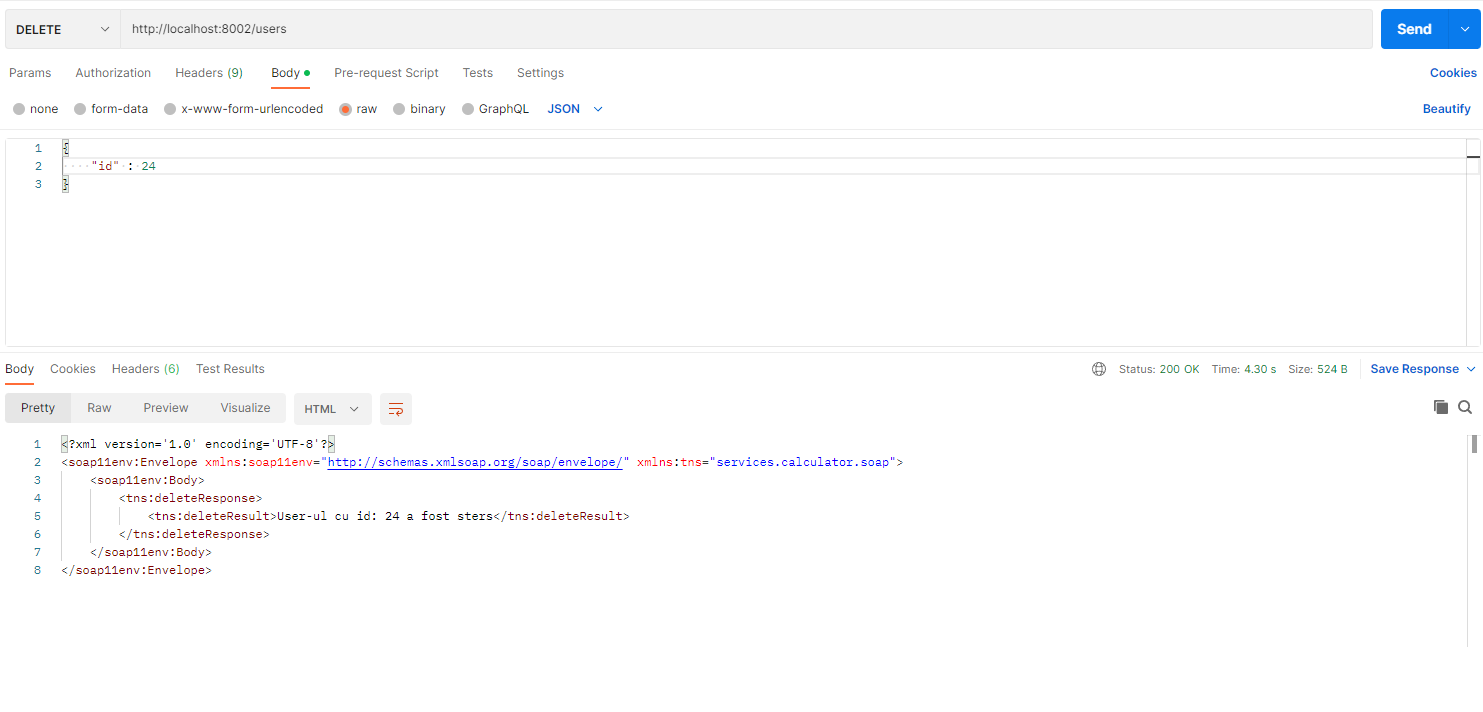 DELETE http://localhost:8002/users Send
Params Authorization Headers (9) Body Pre-request Script Tests Settings Cookies
none form-data x-www-form-urlencoded raw binary GraphQL JSON Beautify
1 {
2 "id" : 24
3 }
Body Cookies Headers (6) Test Results Status: 200 OK Time: 4.30 s Size: 524 B Save Response
Pretty Raw Preview Visualize HTML
1 <?xml version='1.0' encoding='UTF-8'?>
2 <soap11env:Envelope xmlns:soap11env="http://schemas.xmlsoap.org/soap/envelope/" xmlns:tns="services.calculator.soap">
3 <soap11env:Body>
4 <tns:deleteResponse>
5 <tns:deleteResult>User-ul cu id: 24 a fost sters</tns:deleteResult>
6 </tns:deleteResponse>
7 </soap11env:Body>
8 </soap11env:Envelope>